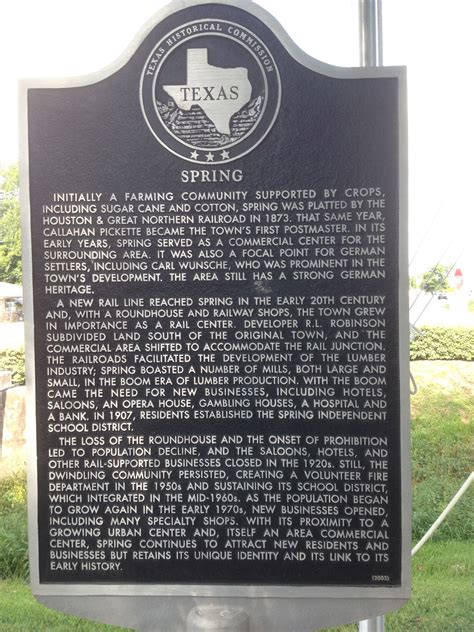 TEXAS HISTORICAL COMMISSION
TEXAS
SPRING
INITIALLY A FARMING COMMUNITY SUPPORTED BY CROPS,
INCLUDING SUGAR CANE AND COTTON, SPRING WAS PLATTED BY THE
HOUSTON & GREAT NORTHERN RAILROAD IN 1873. THAT SAME YEAR,
CALLAHAN PICKETTE BECAME THE TOWN'S FIRST POSTMASTER. IN ITS
EARLY YEARS, SPRING SERVED AS A COMMERCIAL CENTER FOR THE
SURROUNDING AREA. IT WAS ALSO A FOCAL POINT FOR GERMAN
SETTLERS, INCLUDING CARL WUNSCHE, WHO WAS PROMINENT IN THE
TOWN'S DEVELOPMENT. THE AREA STILL HAS A STRONG GERMAN
HERITAGE.
A NEW RAIL LINE REACHED SPRING IN THE EARLY 20TH CENTURY
AND, WITH A ROUNDHOUSE AND RAILWAY SHOPS, THE TOWN GREW
IN IMPORTANCE AS A RAIL CENTER. DEVELOPER R.L. ROBINSON
SUBDIVIDED LAND SOUTH OF THE ORIGINAL TOWN, AND THE
COMMERCIAL AREA SHIFTED TO ACCOMMODATE THE RAIL JUNCTION.
THE RAILROADS FACILITATED THE DEVELOPMENT OF THE LUMBER
INDUSTRY; SPRING BOASTED A NUMBER OF MILLS, BOTH LARGE AND
SMALL, IN THE BOOM ERA OF LUMBER PRODUCTION. WITH THE BOOM
CAME THE NEED FOR NEW BUSINESSES, INCLUDING HOTELS,
SALOONS, AN OPERA HOUSE, GAMBLING HOUSES, A HOSPITAL AND
A BANK. IN 1907, RESIDENTS ESTABLISHED THE SPRING INDEPENDENT
SCHOOL DISTRICT.
THE LOSS OF THE ROUNDHOUSE AND THE ONSET OF PROHIBITION
LED TO POPULATION DECLINE, AND THE SALOONS, HOTELS, AND
OTHER RAIL-SUPPORTED BUSINESSES CLOSED IN THE 1920s. STILL, THE
DWINDLING COMMUNITY PERSISTED, CREATING A VOLUNTEER FIRE
DEPARTMENT IN THE 1950s AND SUSTAINING ITS SCHOOL DISTRICT,
WHICH INTEGRATED IN THE MID-1960s. AS THE POPULATION BEGAN
TO GROW AGAIN IN THE EARLY 1970s, NEW BUSINESSES OPENED,
INCLUDING MANY SPECIALTY SHOPS. WITH ITS PROXIMITY TO A
GROWING URBAN CENTER AND, ITSELF AN AREA COMMERCIAL
CENTER, SPRING CONTINUES TO ATTRACT NEW RESIDENTS AND
BUSINESSES BUT RETAINS ITS UNIQUE IDENTITY AND ITS LINK TO ITS
EARLY HISTORY.
(2003)